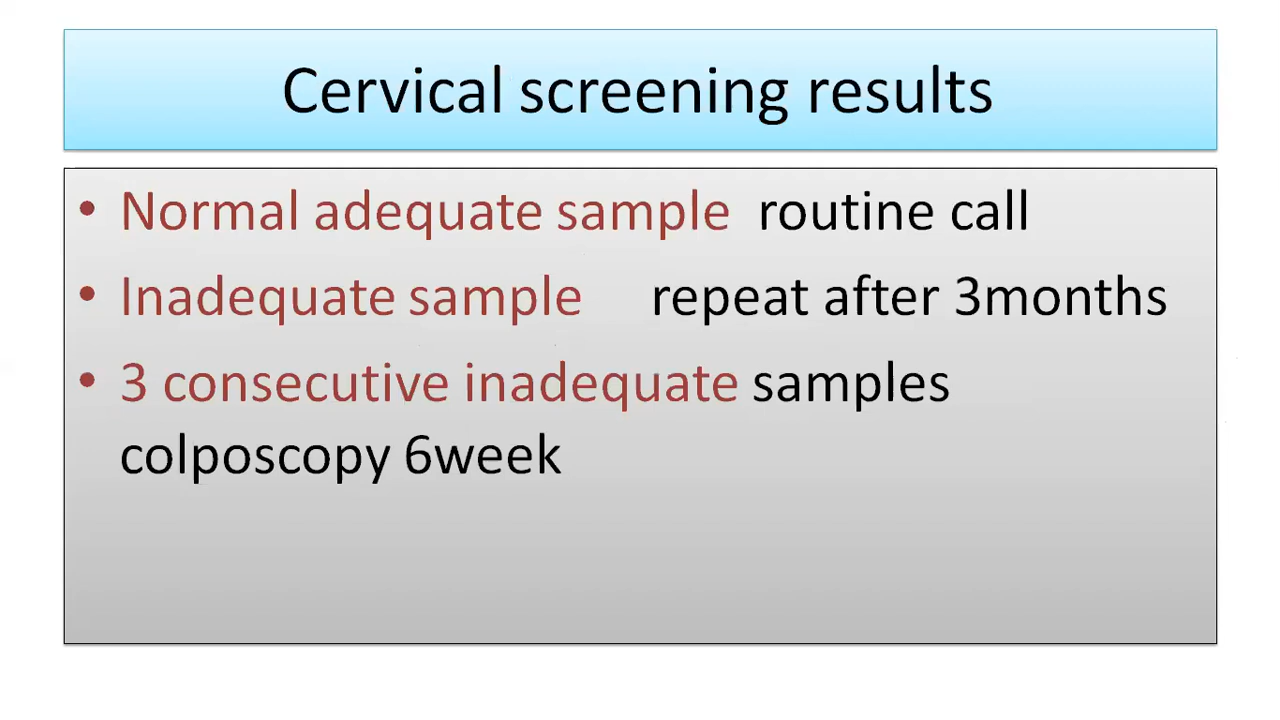 Cervical screening results
• Normal adequate sample routine call
• Inadequate sample repeat after 3months
• 3 consecutive inadequate samples
colposcopy 6week